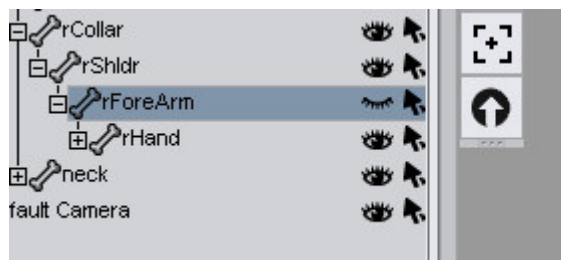 rCollar
rShldr
rForeArm
rHand
neck
fault Camera